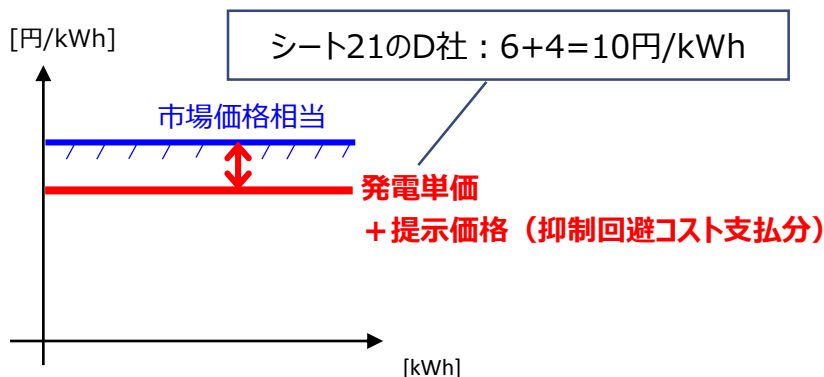 [円/kWh]
シート21のD社：6+4=10円/kWh
市場価格相当
発電単価
＋提示価格（抑制回避コスト支払分）
[kWh]